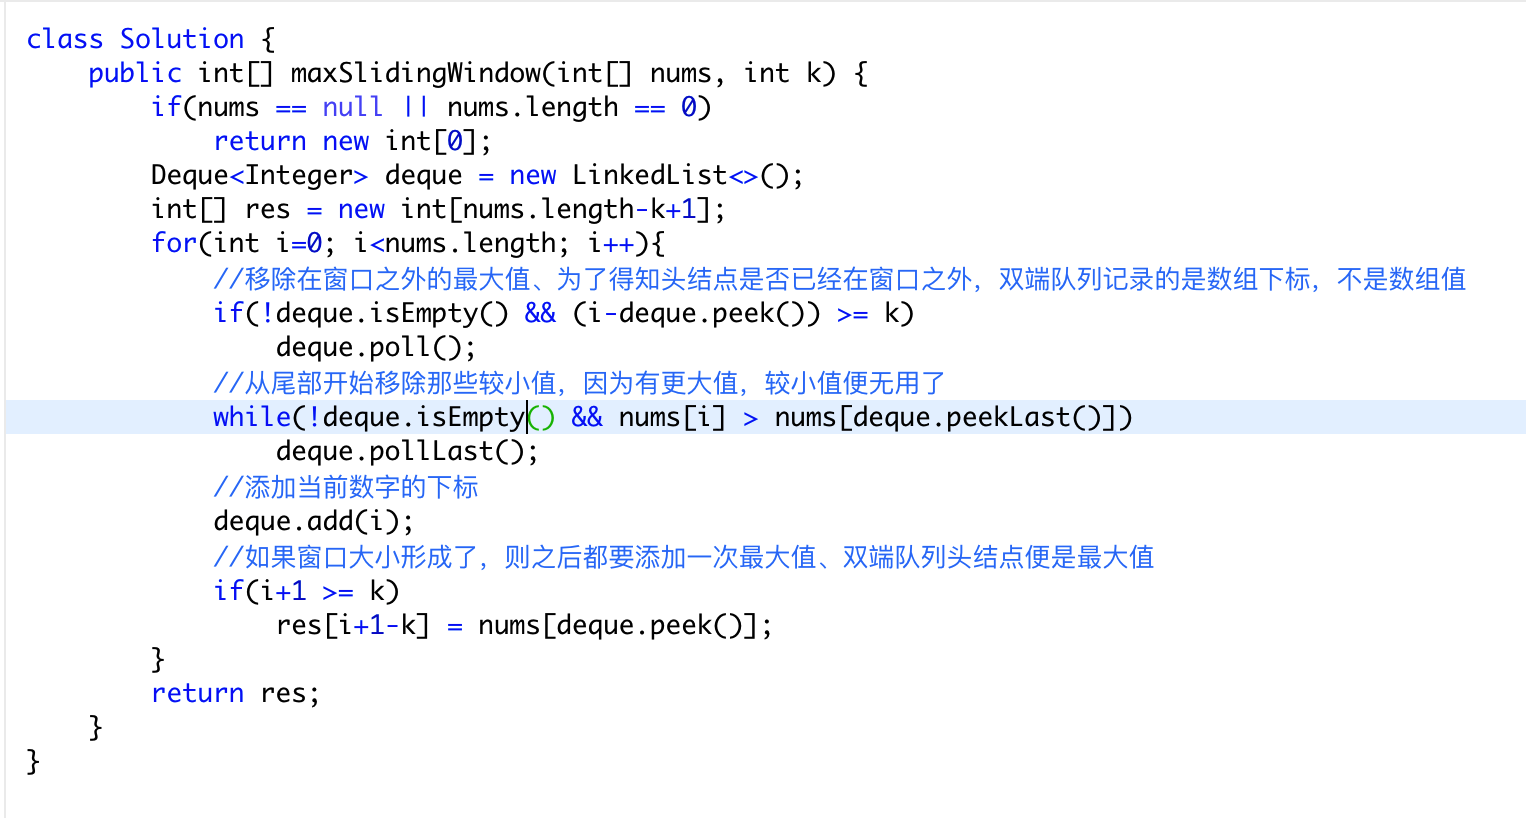 class Solution {
    public int[] maxSlidingWindow(int[] nums, int k) {
        if(nums == null || nums.length == 0)
            return new int[0];
        Deque<Integer> deque = new LinkedList<>();
        int[] res = new int[nums.length-k+1];
        for(int i=0; i<nums.length; i++){
            //移除在窗口之外的最大值、为了得知头结点是否已经在窗口之外，双端队列记录的是数组下标，不是数组值
            if(!deque.isEmpty() && (i-deque.peek()) >= k)
                deque.poll();
            //从尾部开始移除那些较小值，因为有更大值，较小值便无用了
            while(!deque.isEmpty() && nums[i] > nums[deque.peekLast()])
                deque.pollLast();
            //添加当前数字的下标
            deque.add(i);
            //如果窗口大小形成了，则之后都要添加一次最大值、双端队列头结点便是最大值
            if(i+1 >= k)
                res[i+1-k] = nums[deque.peek()];
        }
        return res;
    }
}